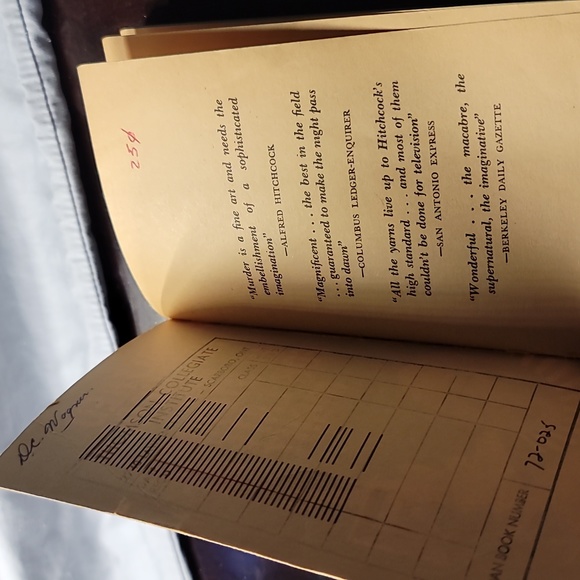 D.C. Wagner
COLLEGIATE
INSTITUTE
CLASS
72-025
BOOK NUMBER
25¢
"Murder is a fine art and needs the
embellishment of a sophisticated
imagination"
—ALFRED HITCHCOCK
"Magnificent . . . the best in the field
. . . guaranteed to make the night pass
into dawn"
—COLUMBUS LEDGER-ENQUIRER
"All the yarns live up to Hitchcock's
high standard . . . and most of them
couldn't be done for television"
—SAN ANTONIO EXPRESS
"Wonderful . . . the macabre, the
supernatural, the imaginative"
—BERKELEY DAILY GAZETTE